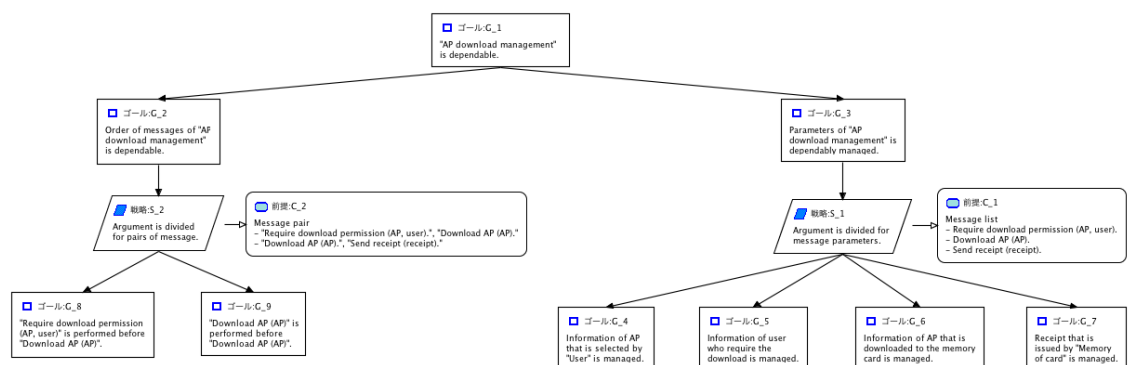 ゴール:G_1
"AP download management"
is dependable.
ゴール:G_2
Order of messages of "AP
download management"
is dependable.
ゴール:G_3
Parameters of "AP
download management" is
dependably managed.
戦略:S_2
Argument is divided
for pairs of message.
前提:C_2
Message pair
– "Require download permission (AP, user).", "Download AP (AP)."
– "Download AP (AP).", "Send receipt (receipt)."
戦略:S_1
Argument is divided for
message parameters.
前提:C_1
Message list
– Require download permission (AP, user).
– Download AP (AP).
– Send receipt (receipt).
ゴール:G_8
"Require download permission
(AP, user)" is performed before
"Download AP (AP)".
ゴール:G_9
"Download AP (AP)" is
performed before
"Download AP (AP)".
ゴール:G_4
Information of AP
that is selected by
"User" is managed.
ゴール:G_5
Information of user
who require the
download is managed.
ゴール:G_6
Information of AP that is
downloaded to the memory
card is managed.
ゴール:G_7
Receipt that is
issued by "Memory
of card" is managed.